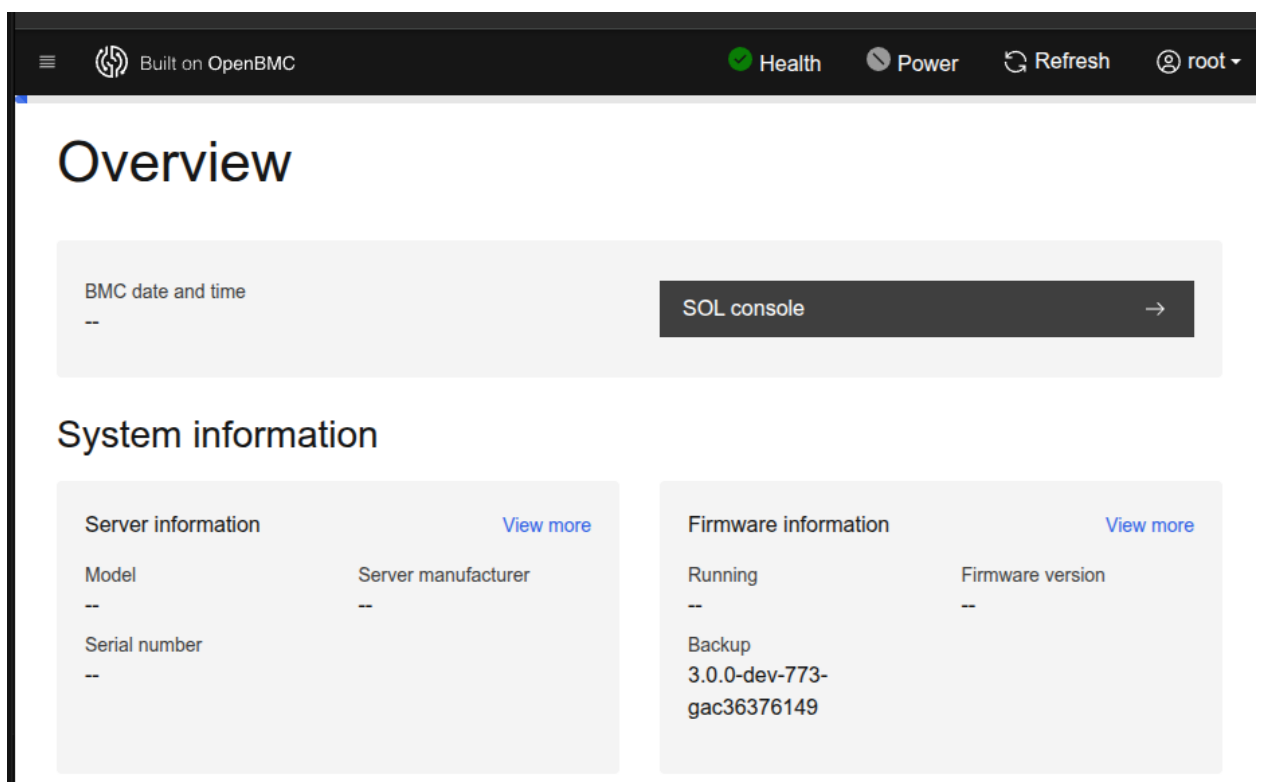 Built on OpenBMC Health Power Refresh root
Overview
BMC date and time
--
SOL console
System information
Server information View more
Model Server manufacturer
-- --
Serial number
--
Firmware information View more
Running Firmware version
-- --
Backup
3.0.0-dev-773-
gac36376149